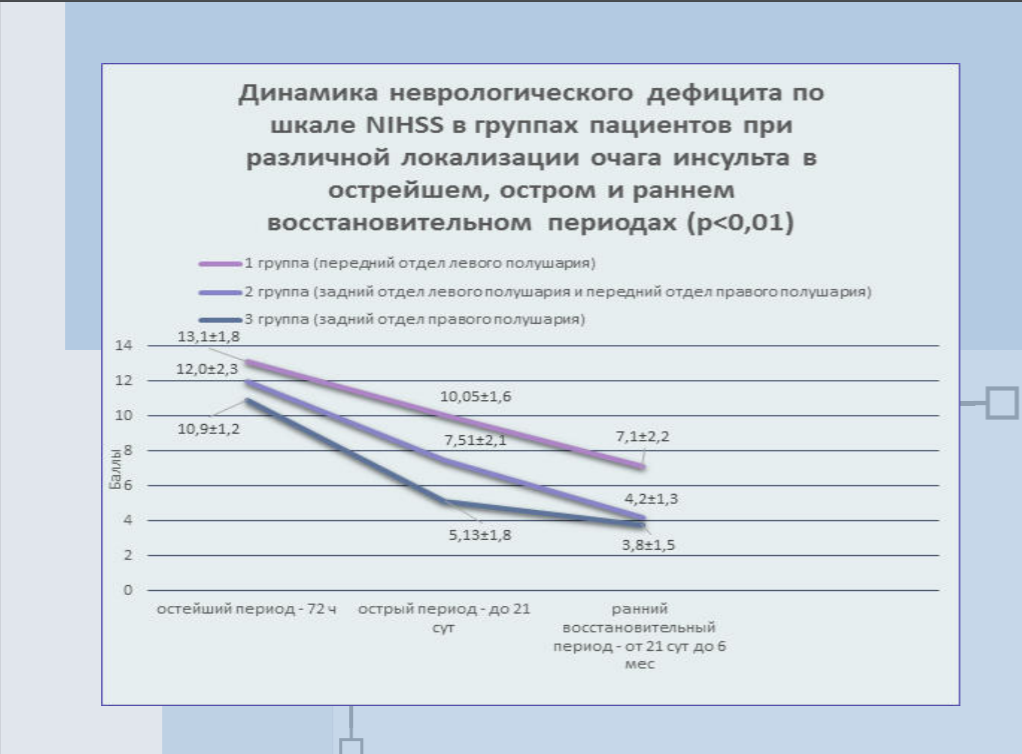 Динамика неврологического дефицита по
шкале NIHSS в группах пациентов при
различной локализации очага инсульта в
острейшем, остром и раннем
восстановительном периодах (p<0,01)
1 группа (передний отдел левого полушария)
2 группа (задний отдел левого полушария и передний отдел правого полушария)
3 группа (задний отдел правого полушария)
13,1±1,8
14
12,0±2,3
12
10,05±1,6
10
10,9±1,2
7,51±2,1
7,1±2,2
8
Баллы
6
4,2±1,3
4
5,13±1,8
3,8±1,5
2
0
остейший период - 72 ч
острый период - до 21
сут
ранний
восстановительный
период - от 21 сут до 6
мес